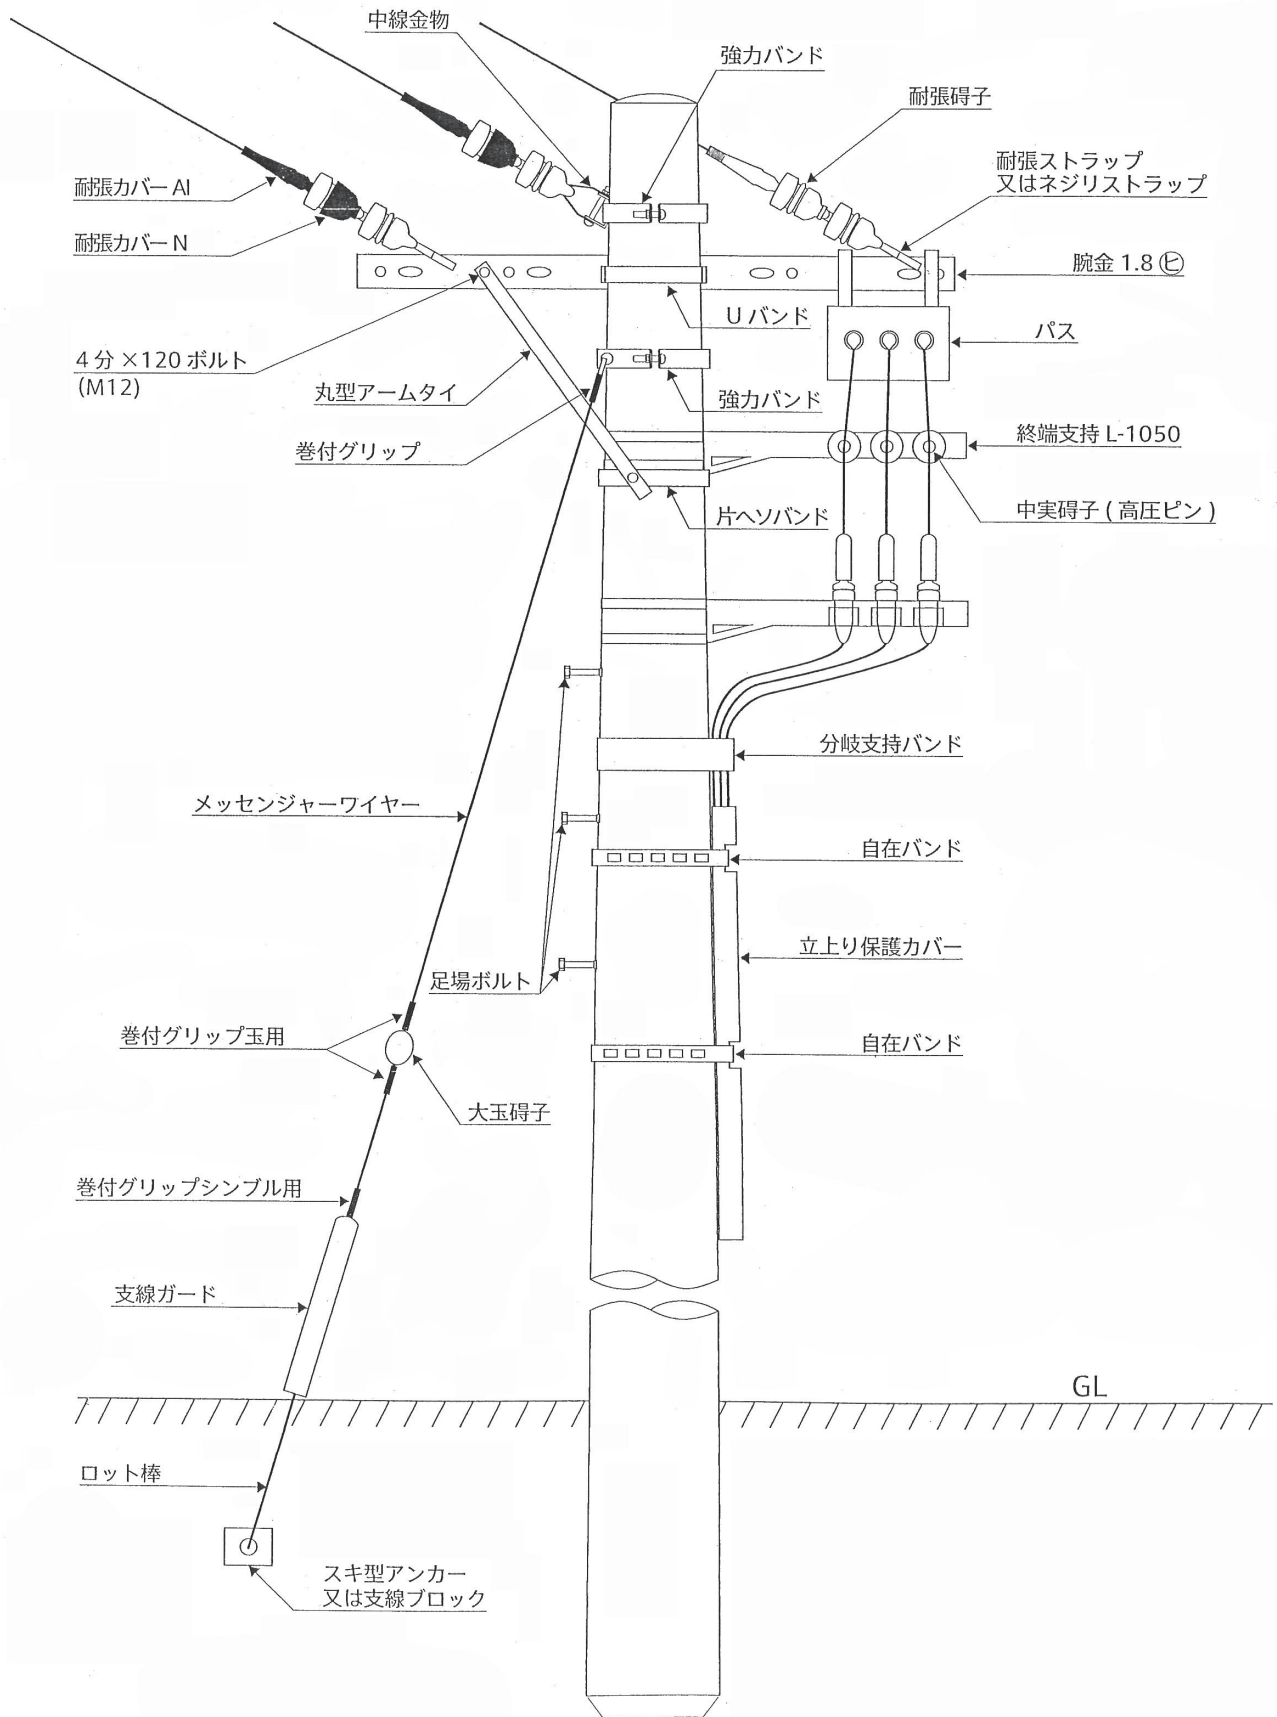 中線金物
強力バンド
耐張碍子
耐張ストラップ
又はネジリストラップ
耐張カバー AI
耐張カバー N
腕金 1.8 ㋪
U バンド
パス
4 分 ×120 ボルト
(M12)
丸型アームタイ
強力バンド
巻付グリップ
終端支持 L-1050
片ヘソバンド
中実碍子 ( 高圧ピン )
分岐支持バンド
メッセンジャーワイヤー
自在バンド
立上り保護カバー
足場ボルト
巻付グリップ玉用
自在バンド
大玉碍子
巻付グリップシンブル用
支線ガード
GL
ロット棒
スキ型アンカー
又は支線ブロック